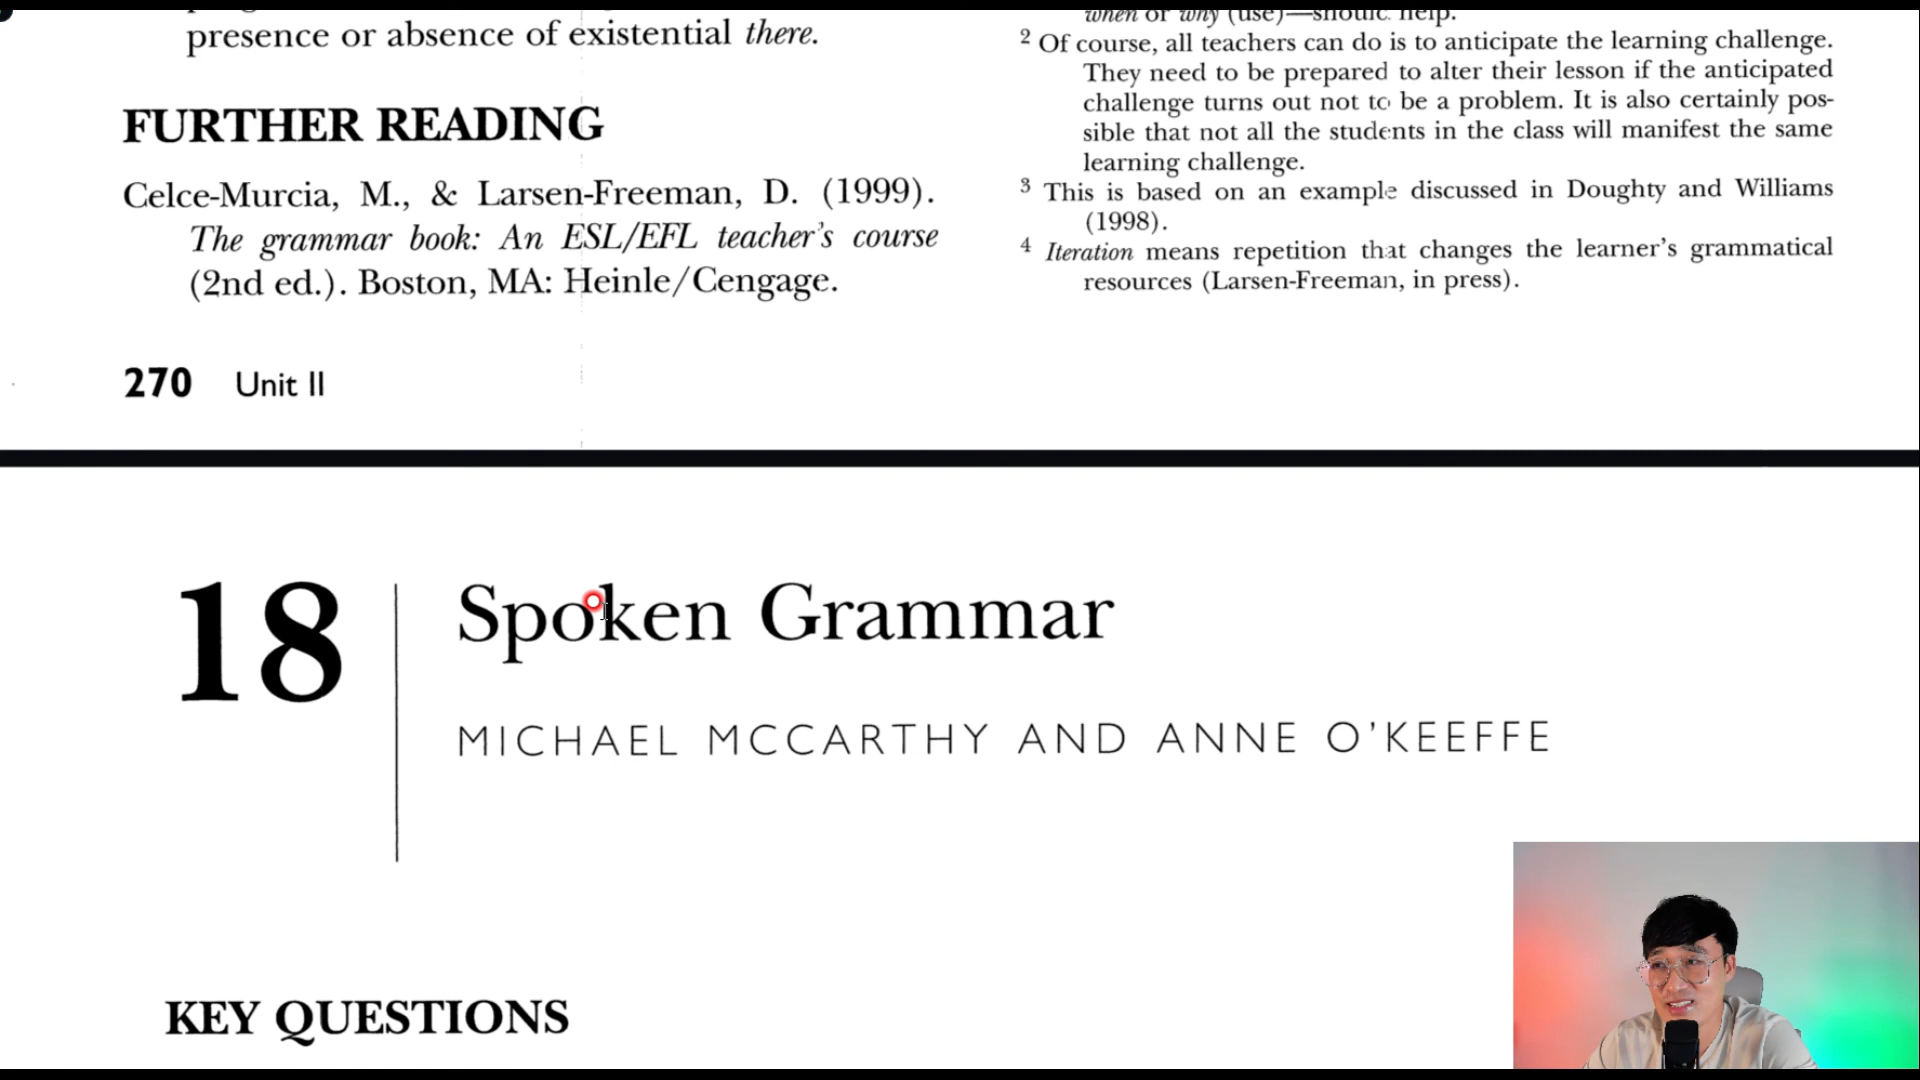 presence or absence of existential there.
FURTHER READING
Celce-Murcia, M., & Larsen-Freeman, D. (1999).
The grammar book: An ESL/EFL teacher's course
(2nd ed.). Boston, MA: Heinle/Cengage.
when or why (use)—should help.
2 Of course, all teachers can do is to anticipate the learning challenge.
They need to be prepared to alter their lesson if the anticipated
challenge turns out not to be a problem. It is also certainly pos-
sible that not all the students in the class will manifest the same
learning challenge.
3 This is based on an example discussed in Doughty and Williams
(1998).
4 Iteration means repetition that changes the learner's grammatical
resources (Larsen-Freeman, in press).
270 Unit II
18
Spoken Grammar
MICHAEL MCCARTHY AND ANNE O'KEEFFE
KEY QUESTIONS